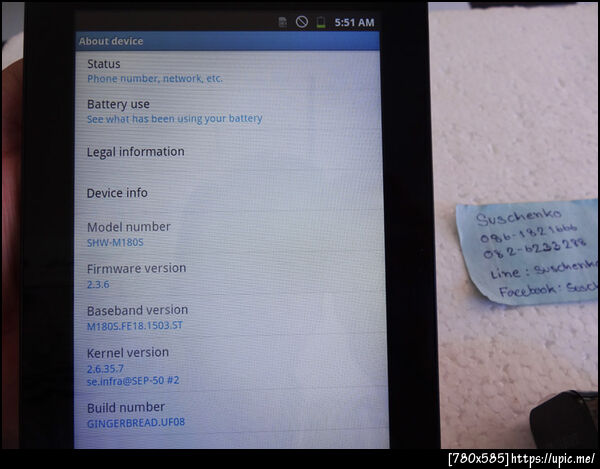 5:51 AM
About device
Status
Phone number, network, etc.
Battery use
See what has been using your battery
Legal information
Device info
Model number
SHW-M180S
Firmware version
2.3.6
Baseband version
M180S.FE18.1503.ST
Kernel version
2.6.35.7
se.infra@SEP-50 #2
Build number
GINGERBREAD.UF08
Suschenko
086-1821666
082-6233288
Line : Suschenko
Facebook : Susch
[780x585]https://upic.me/